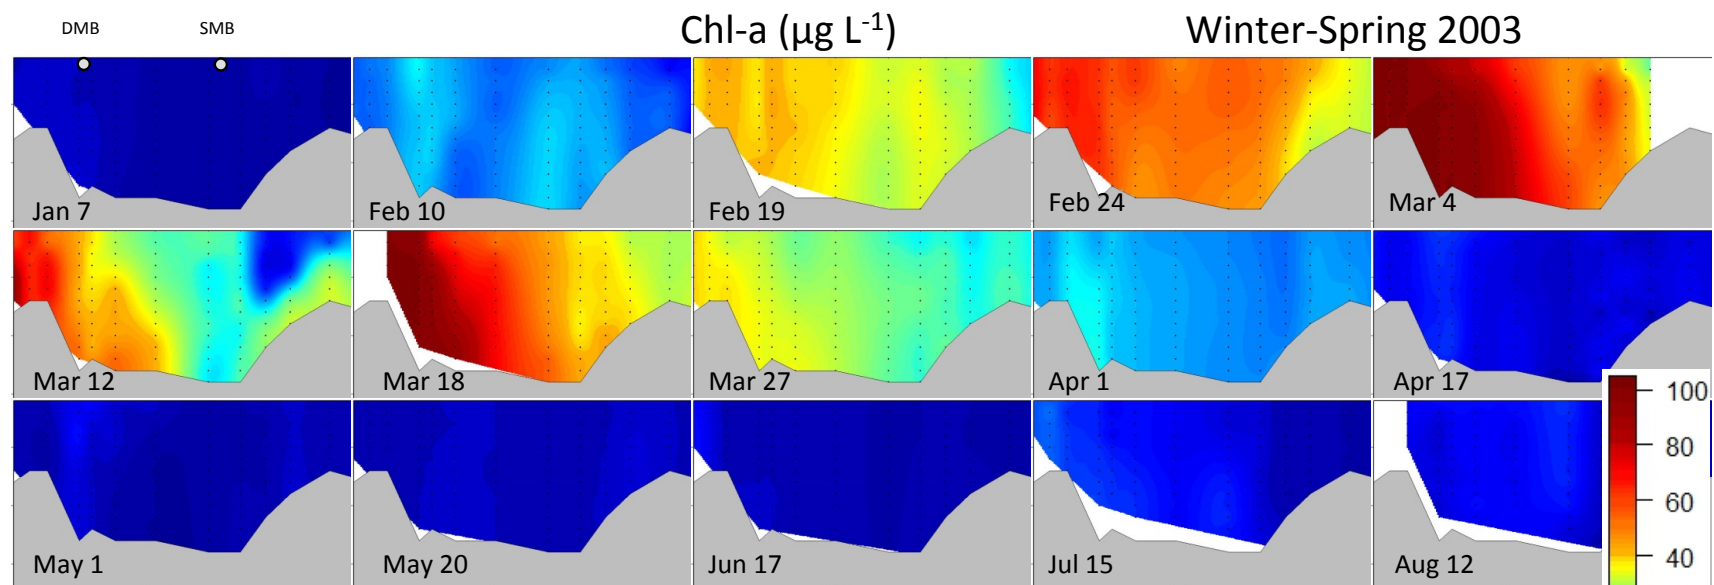 DMB SMB Chl-a (µg L-1) Winter-Spring 2003
Jan 7 Feb 10 Feb 19 Feb 24 Mar 4
Mar 12 Mar 18 Mar 27 Apr 1 Apr 17
100
80
60
40
May 1 May 20 Jun 17 Jul 15 Aug 12